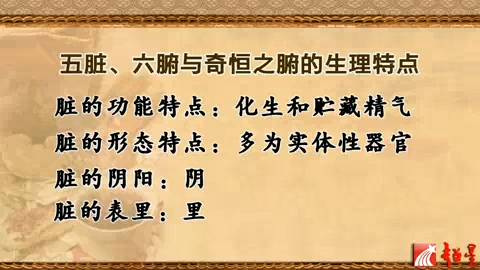 五脏、六腑与奇恒之腑的生理特点
脏的功能特点：化生和贮藏精气
脏的形态特点：多为实体性器官
脏的阴阳：阴
脏的表里：里
超星